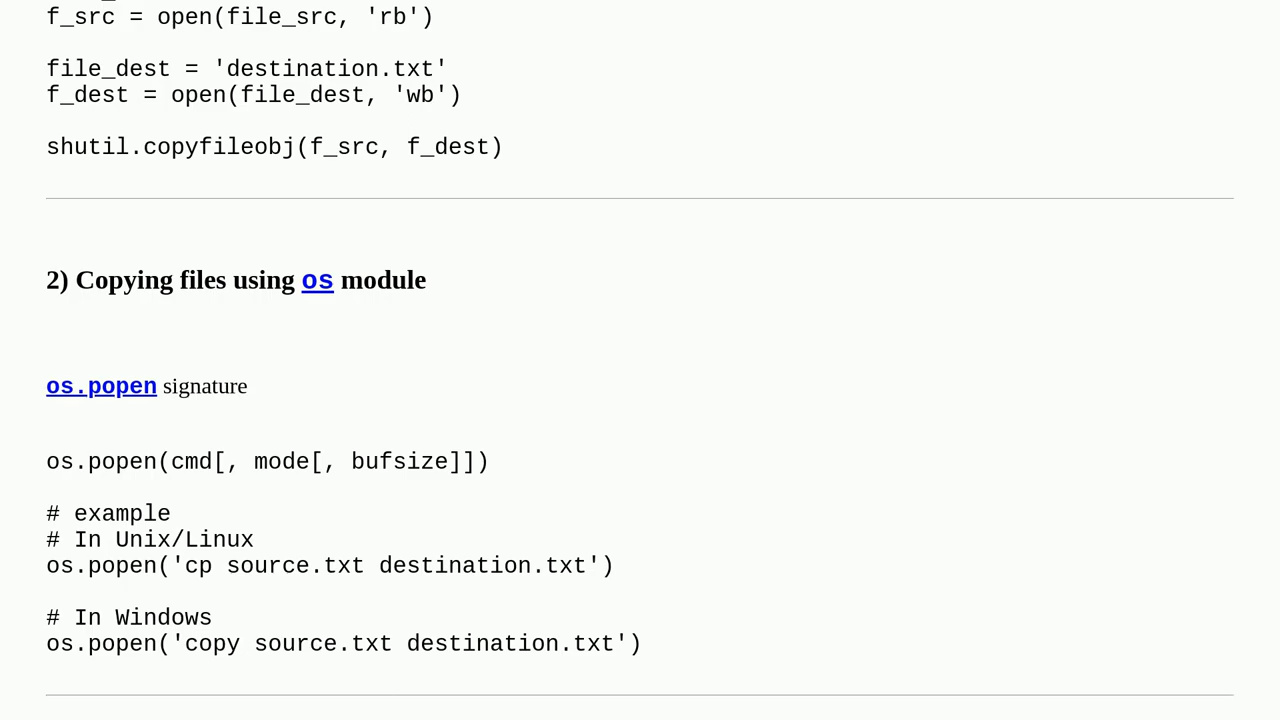 f_src = open(file_src, 'rb')
file_dest = 'destination.txt'
f_dest = open(file_dest, 'wb')
shutil.copyfileobj(f_src, f_dest)
2) Copying files using os module
os.popen signature
os.popen(cmd[, mode[, bufsize]])
# example
# In Unix/Linux
os.popen('cp source.txt destination.txt')
# In Windows
os.popen('copy source.txt destination.txt')